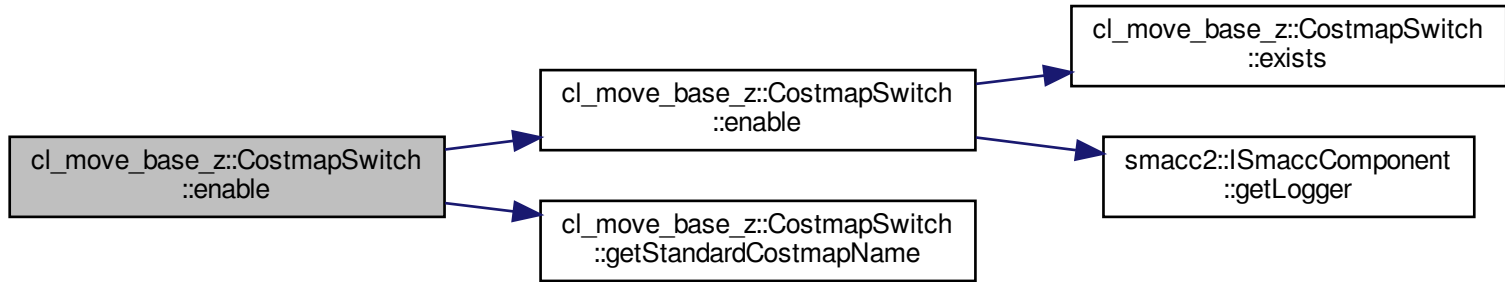 cl_move_base_z::CostmapSwitch
::enable
cl_move_base_z::CostmapSwitch
::enable
cl_move_base_z::CostmapSwitch
::getStandardCostmapName
cl_move_base_z::CostmapSwitch
::exists
smacc2::ISmaccComponent
::getLogger